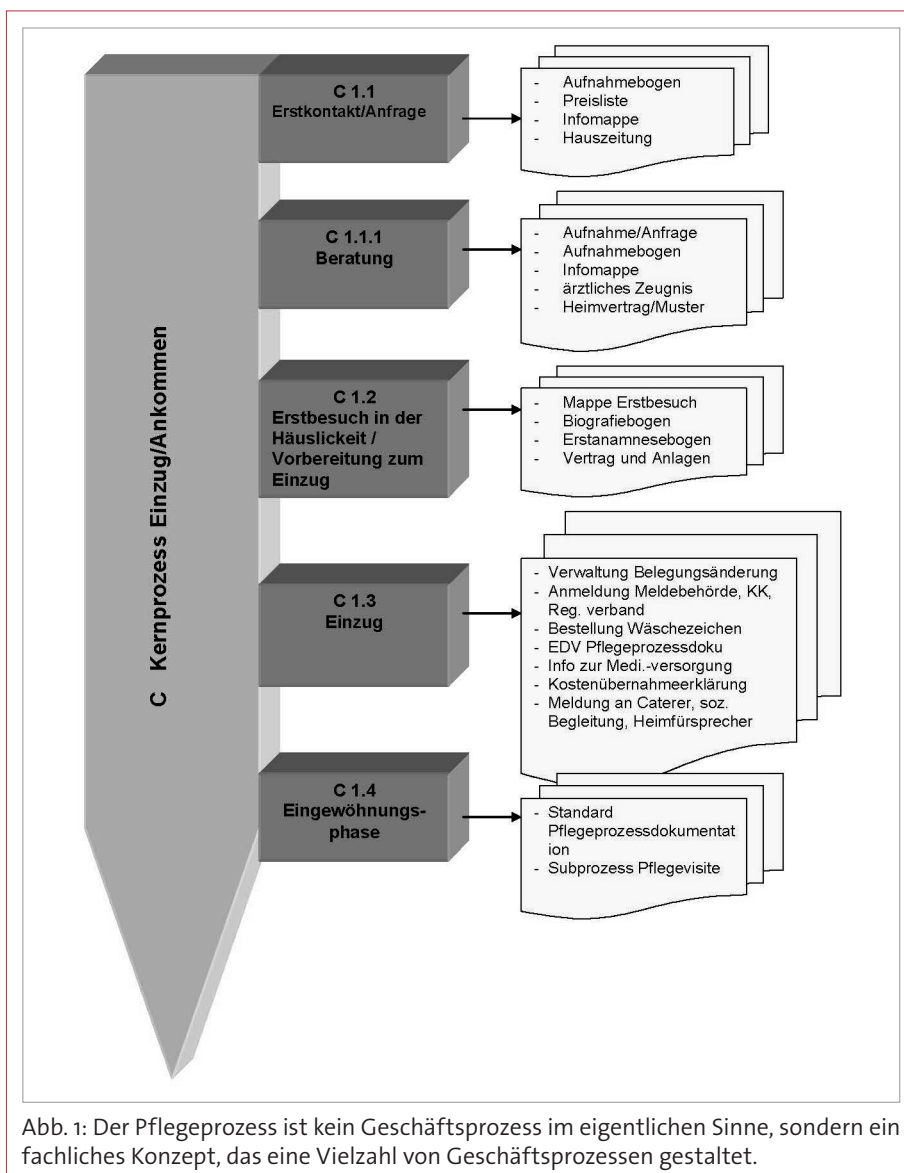 C Kernprozess Einzug/Ankommen
C 1.1
Erstkontakt/Anfrage
- Aufnahmebogen
- Preisliste
- Infomappe
- Hauszeitung
C 1.1.1
Beratung
- Aufnahme/Anfrage
- Aufnahmebogen
- Infomappe
- ärztliches Zeugnis
- Heimvertrag/Muster
C 1.2
Erstbesuch in der
Häuslickeit /
Vorbereitung zum
Einzug
- Mappe Erstbesuch
- Biografiebogen
- Erstanamnesebogen
- Vertrag und Anlagen
C 1.3
Einzug
- Verwaltung Belegungsänderung
- Anmeldung Meldebehörde, KK,
Reg. verband
- Bestellung Wäschezeichen
- EDV Pflegeprozessdoku
- Info zur Medi.-versorgung
- Kostenübernahmeerklärung
- Meldung an Caterer, soz.
Begleitung, Heimfürsprecher
C 1.4
Eingewöhnungs-
phase
- Standard
Pflegeprozessdokumentat
ion
- Subprozess Pflegevisite
Abb. 1: Der Pflegeprozess ist kein Geschäftsprozess im eigentlichen Sinne, sondern ein
fachliches Konzept, das eine Vielzahl von Geschäftsprozessen gestaltet.